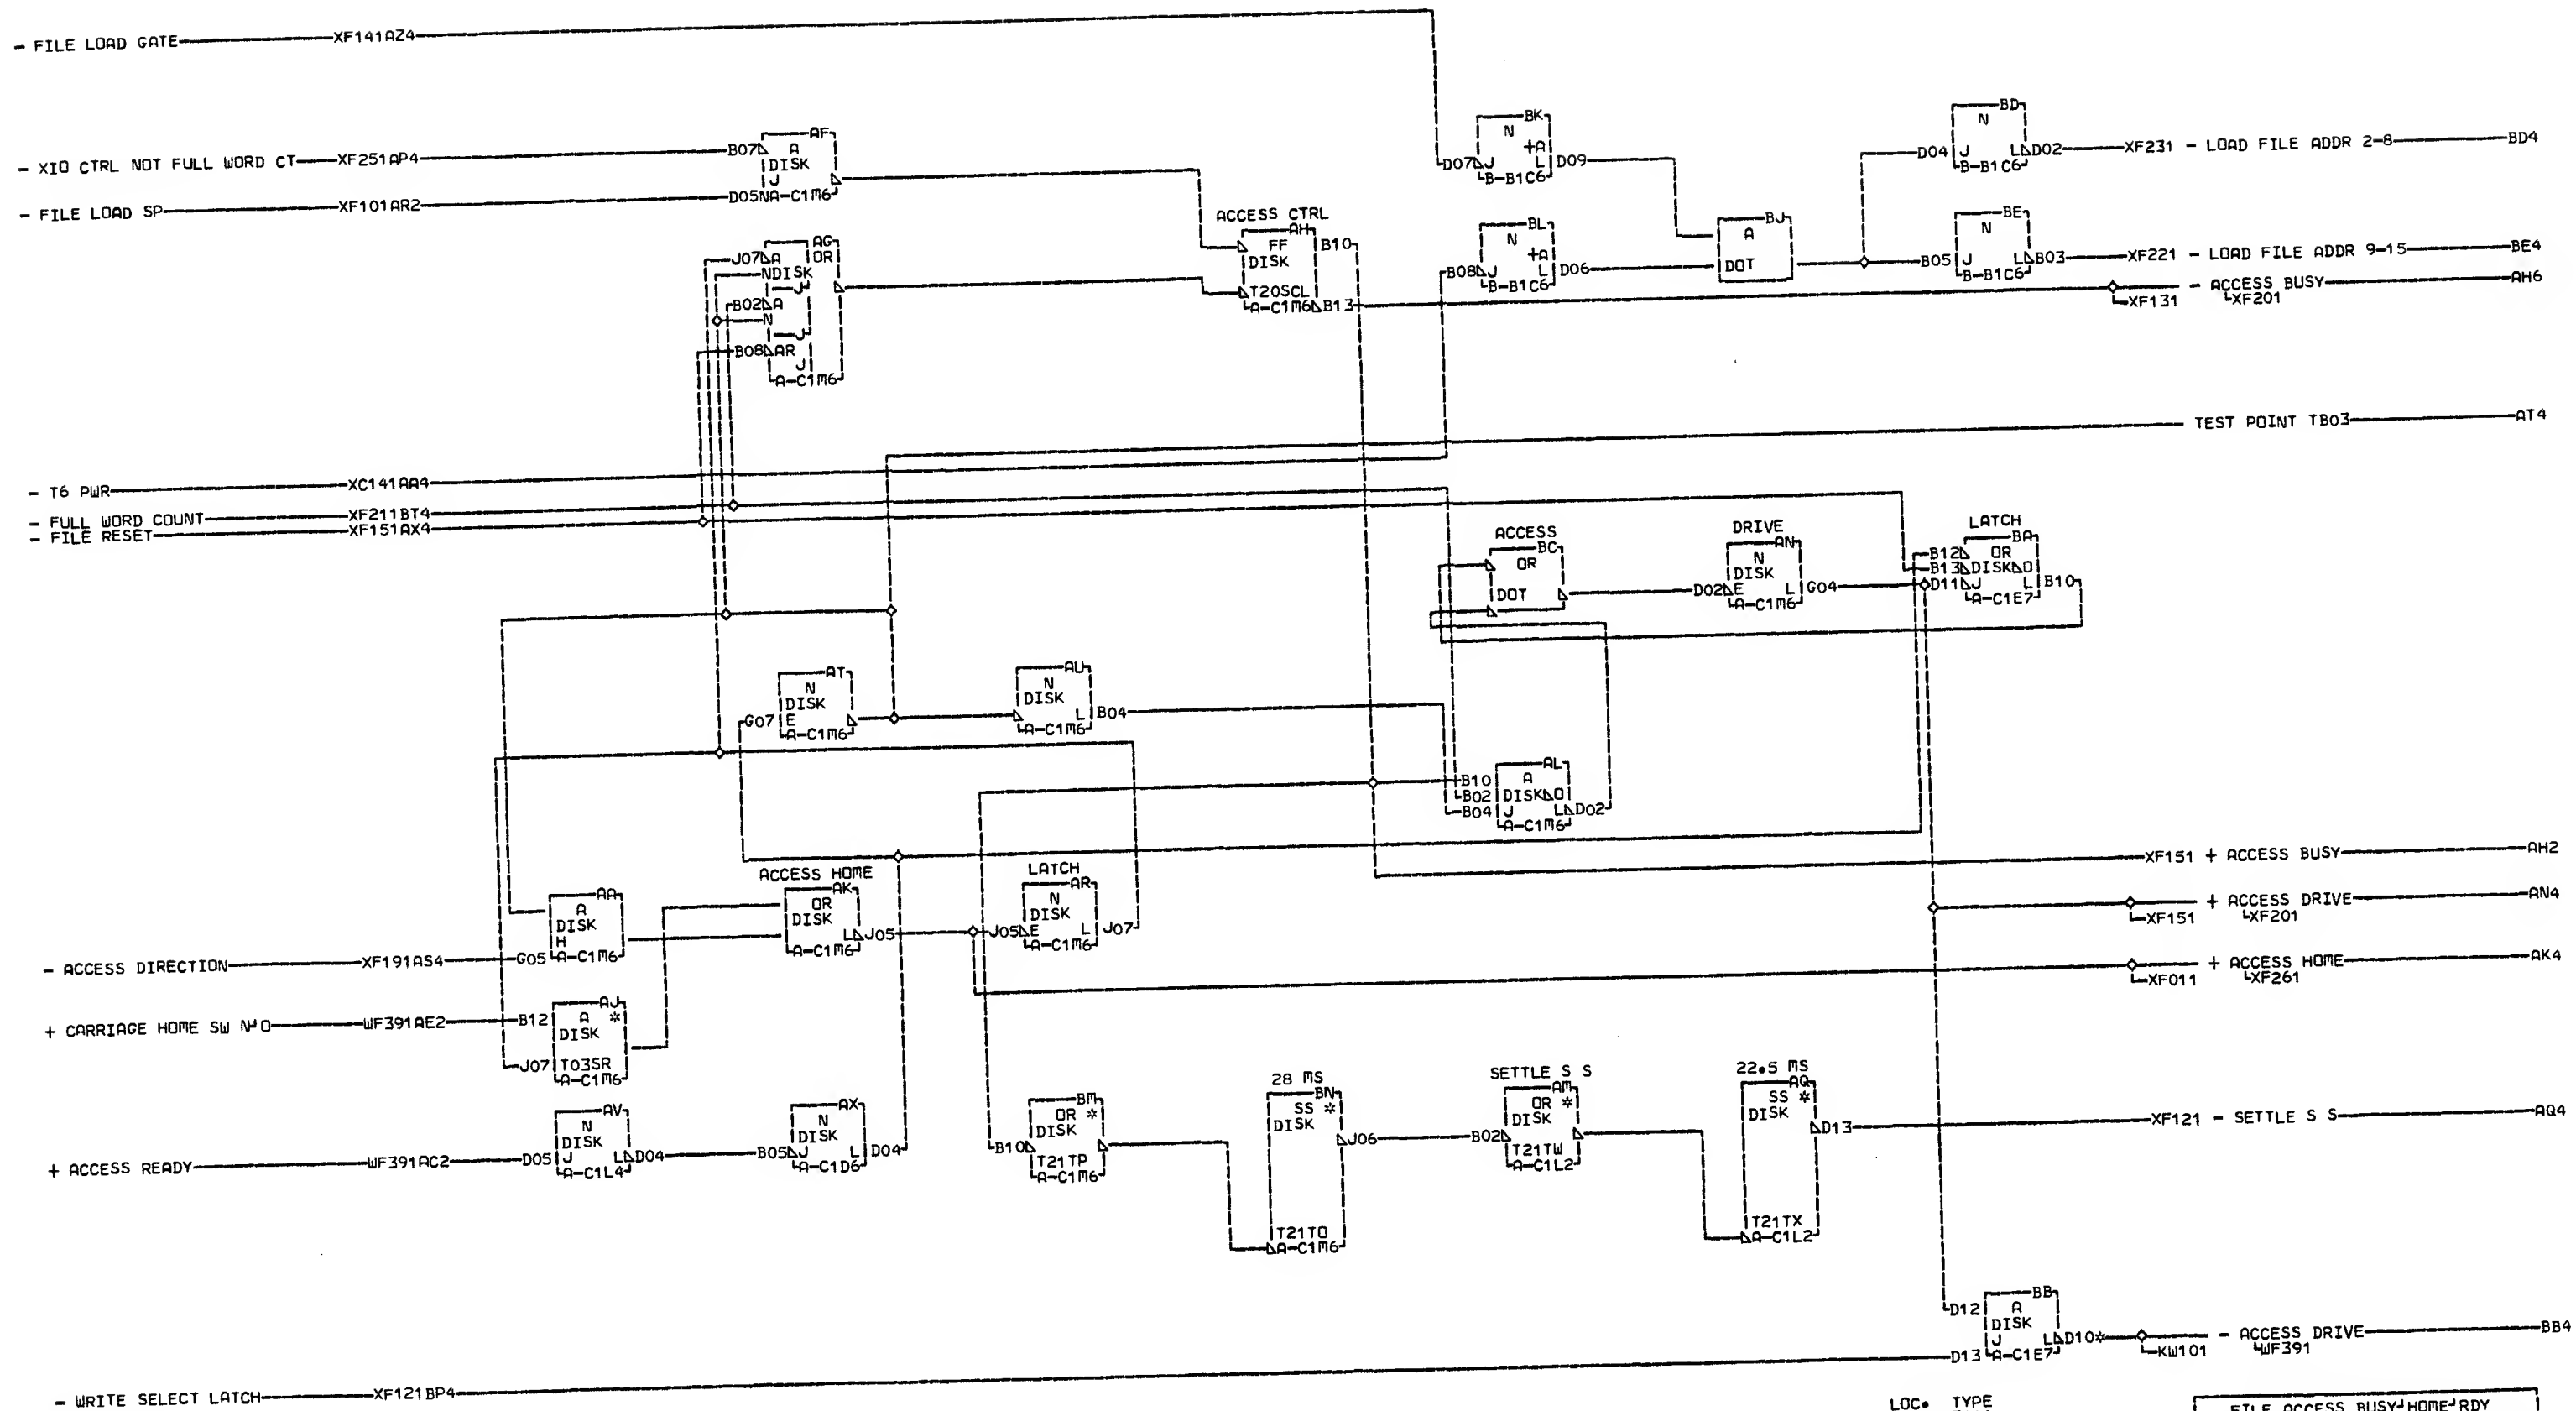 - FILE LOAD GATE XF141AZ4
- XIO CTRL NOT FULL WORD CT XF251AP4
- FILE LOAD SP XF101AR2
B07 AF A DISK J D05 NA-C1M6
J07 A AG OR NDISK J B02 A N J B08 AR J A-C1M6
ACCESS CTRL
AH FF DISK T20SCL A-C1M6 B10 B13
D07 BK N +A J L B-B1C6 D09
B08 BL N +A J L B-B1C6 D06
BJ A DOT
D04 BD N J L B-B1C6 D02 XF231 - LOAD FILE ADDR 2-8 BD4
B05 BE N J L B-B1C6 B03 XF221 - LOAD FILE ADDR 9-15 BE4
- ACCESS BUSY AH6
XF131 XF201
TEST POINT TB03 AT4
- T6 PWR XC141AA4
- FULL WORD COUNT XF211BT4
- FILE RESET XF151AX4
ACCESS
BC OR DOT
DRIVE
D02 AN N DISK E L A-C1M6 G04
LATCH
B12 B13 D11 BA OR DISK O J L A-C1E7 B10
G07 AT N DISK E A-C1M6
AU N DISK L A-C1M6 B04
B10 B02 B04 AL A DISK O J L A-C1M6 D02
XF151 + ACCESS BUSY AH2
+ ACCESS DRIVE AN4
XF151 XF201
+ ACCESS HOME AK4
XF011 XF261
- ACCESS DIRECTION XF191AS4 G05
AA A DISK H A-C1M6
ACCESS HOME
AK OR DISK L A-C1M6 J05
LATCH
J05 AR N DISK E L A-C1M6 J07
+ CARRIAGE HOME SW N O WF391AE2 B12
J07 AJ A * DISK T03SR A-C1M6
+ ACCESS READY WF391AC2 D05
AV N DISK J L A-C1L4 D04
B05 AX N DISK J L A-C1D6 D04
B10 BM OR * DISK T21TP A-C1M6
28 MS
BN SS * DISK T21TO A-C1M6 J06
SETTLE S S
B02 AM OR * DISK T21TW A-C1L2
22.5 MS
AQ SS * DISK T21TX A-C1L2 D13
XF121 - SETTLE S S AQ4
D12 D13 BB A DISK J L A-C1E7 D10*
- ACCESS DRIVE BB4
KW101 WF391
- WRITE SELECT LATCH XF121BP4
LOC. TYPE
FILE ACCESS BUSY HOME RDY